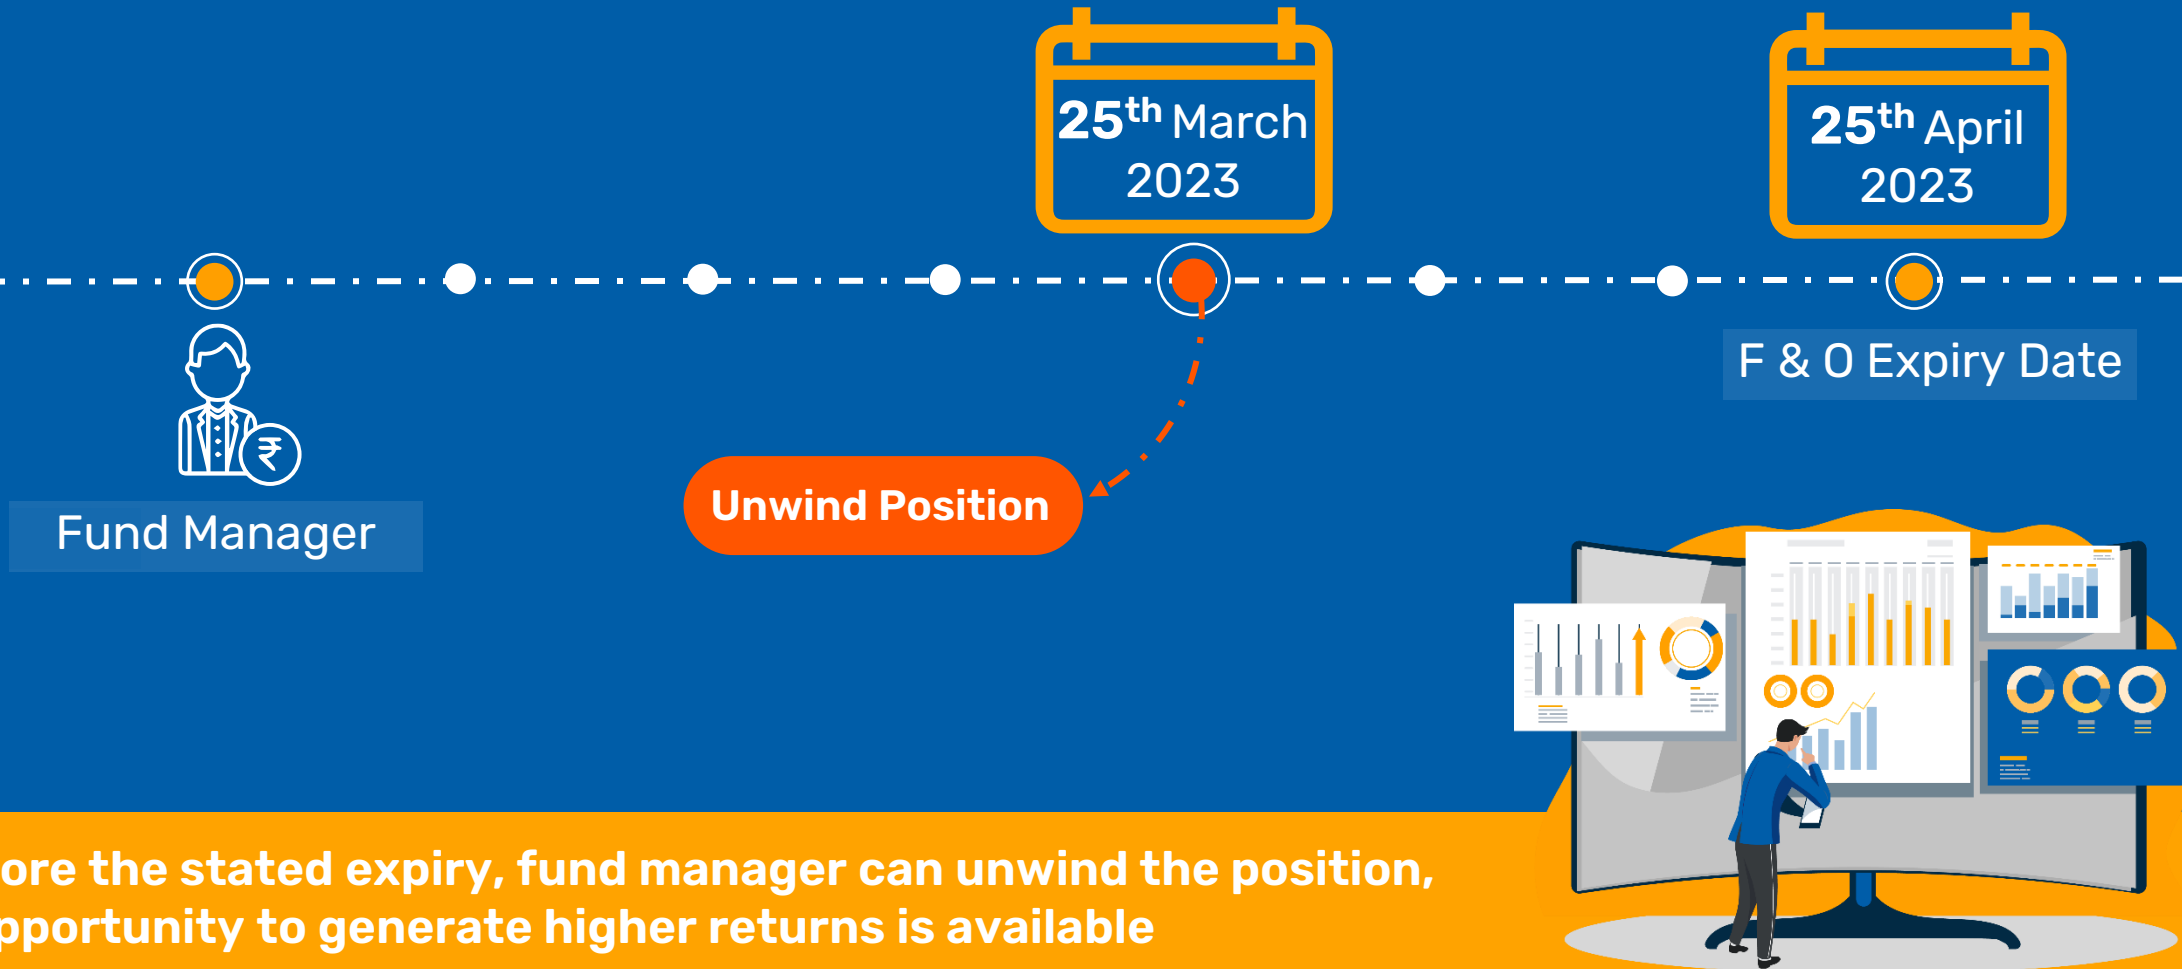 25th March
2023
25th April
2023
F & O Expiry Date
₹
Fund Manager
Unwind Position
ore the stated expiry, fund manager can unwind the position,
pportunity to generate higher returns is available